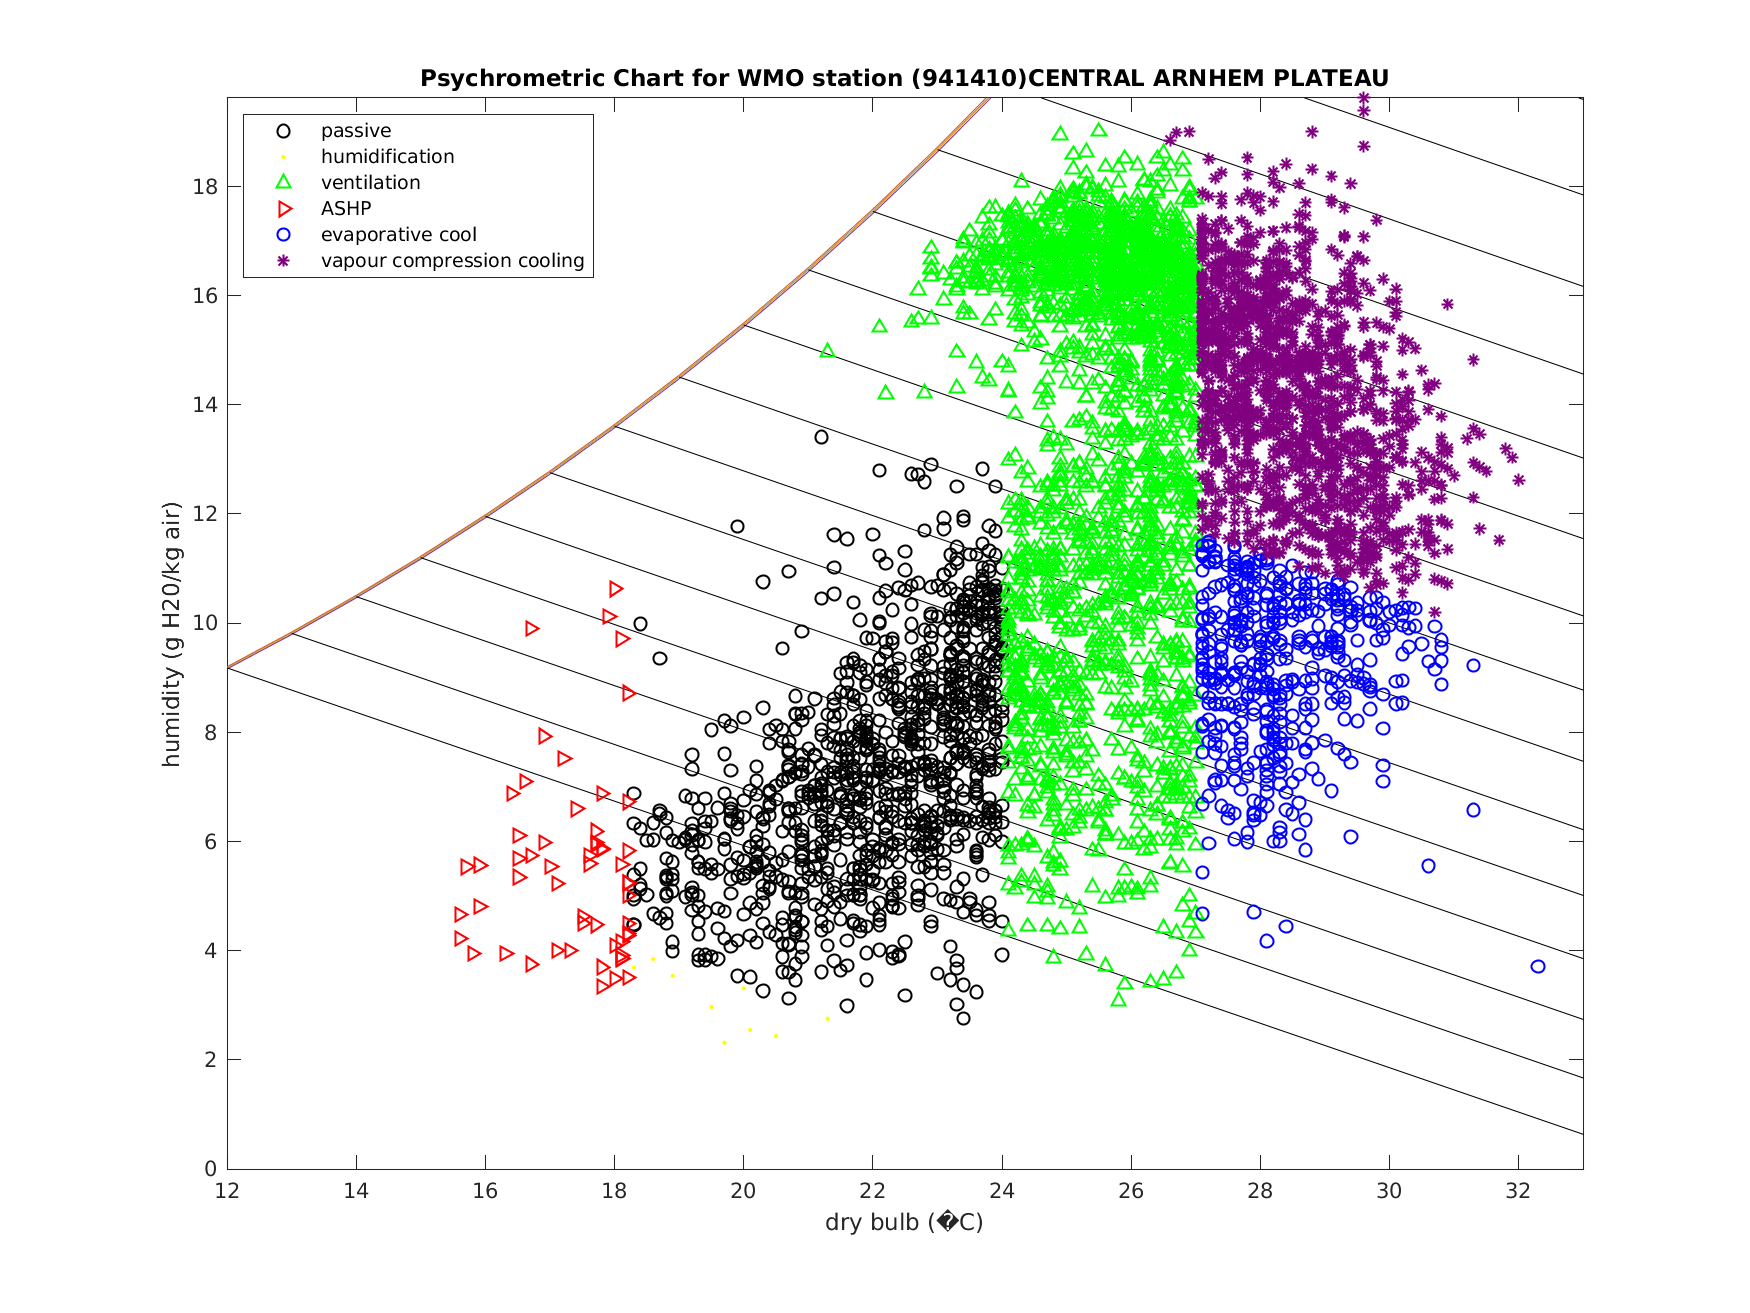 Psychrometric Chart for WMO station (941410)CENTRAL ARNHEM PLATEAU
passive
humidification
ventilation
ASHP
evaporative cool
vapour compression cooling
humidity (g H20/kg air)
18
16
14
12
10
8
6
4
2
0
12 14 16 18 20 22 24 26 28 30 32
dry bulb (�C)